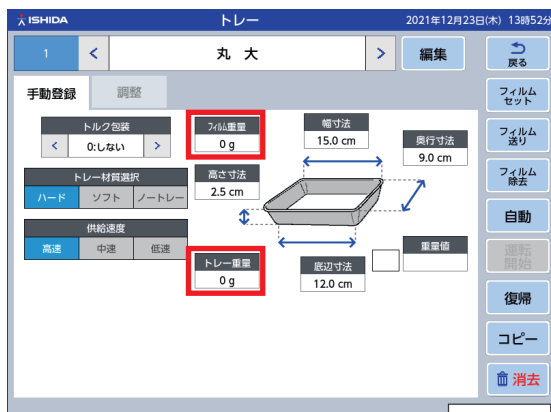 ISHIDA
トレー
2021年12月23日(木) 13時52分
1
<
丸 大
>
編集
戻る
手動登録
調整
フィルム
セット
トルク包装
<
0:しない
>
フィルム重量
0 g
幅寸法
15.0 cm
奥行寸法
9.0 cm
フィルム
送り
トレー材質選択
ハード
ソフト
ノートレー
高さ寸法
2.5 cm
フィルム
除去
供給速度
高速
中速
低速
自動
トレー重量
0 g
底辺寸法
12.0 cm
重量値
運転
開始
復帰
コピー
消去